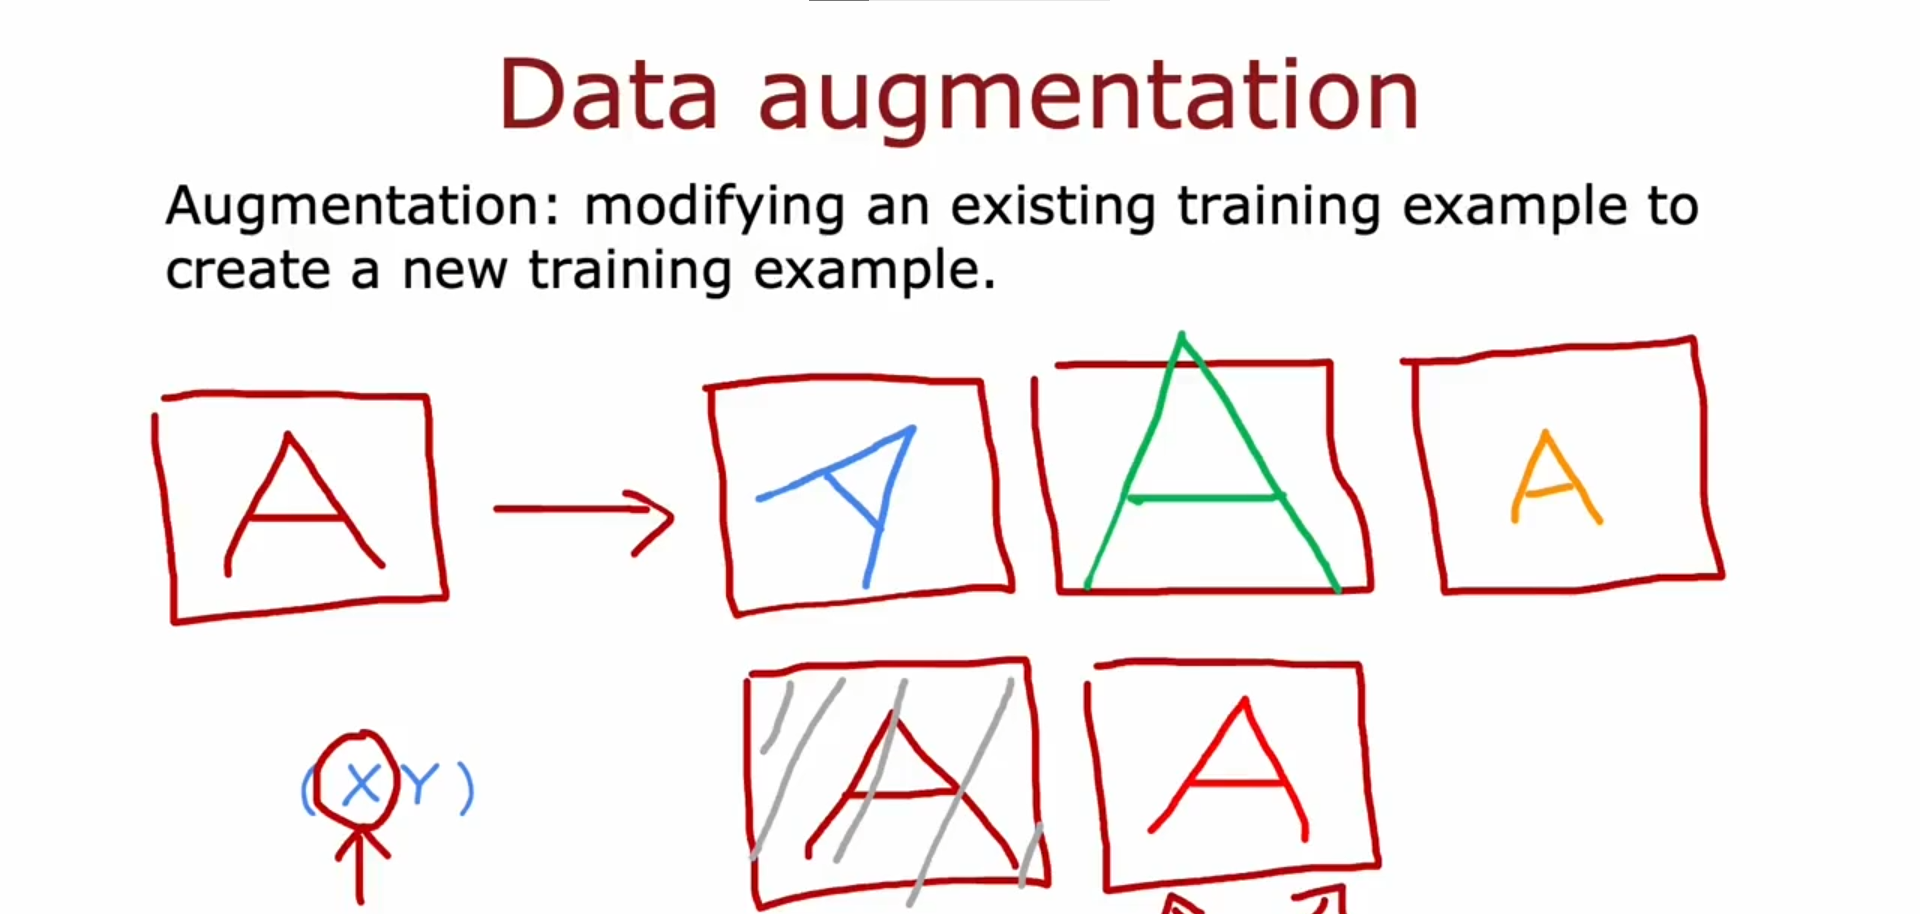 Data augmentation
Augmentation: modifying an existing training example to
create a new training example.
A
A
A
A
A
A
(X Y)